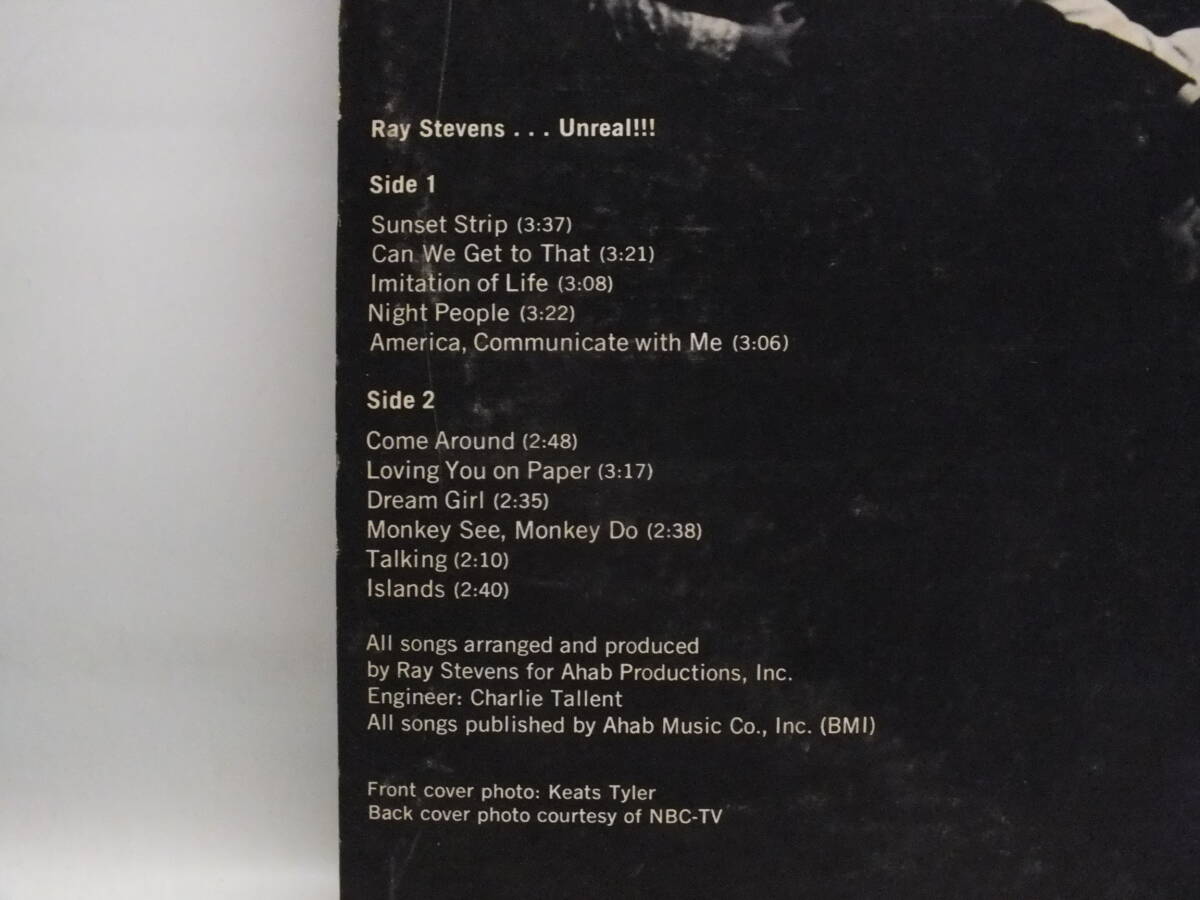 Ray Stevens . . . Unreal!!!
Side 1
Sunset Strip (3:37)
Can We Get to That (3:21)
Imitation of Life (3:08)
Night People (3:22)
America, Communicate with Me (3:06)
Side 2
Come Around (2:48)
Loving You on Paper (3:17)
Dream Girl (2:35)
Monkey See, Monkey Do (2:38)
Talking (2:10)
Islands (2:40)
All songs arranged and produced
by Ray Stevens for Ahab Productions, Inc.
Engineer: Charlie Tallent
All songs published by Ahab Music Co., Inc. (BMI)
Front cover photo: Keats Tyler
Back cover photo courtesy of NBC-TV